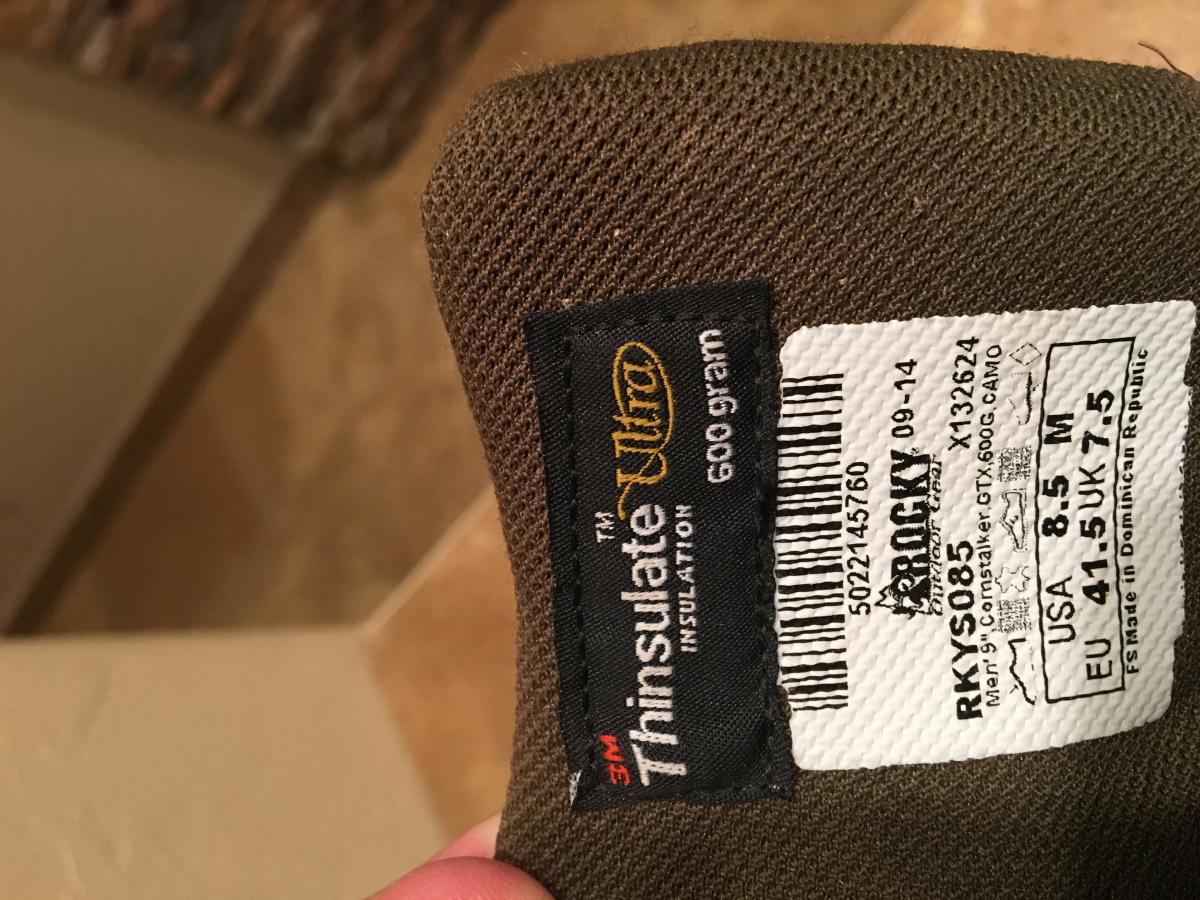 3M
Thinsulate™ Ultra
INSULATION
600 gram
5022145760
ROCKY 09-14
RKYS085 X132624
Men'9" Cornstalker,GTX,600G,CAMO
USA 8.5 M
EU 41.5 UK 7.5
FS Made in Dominican Republic